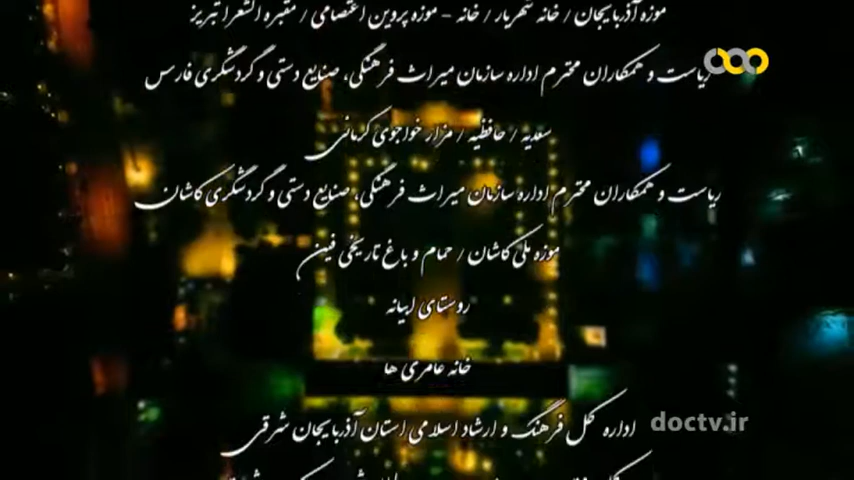 موزه آذربایجان / خانه شهریار / خانه - موزه پروین اعتصامی / مقبره الشعرا تبریز
ریاست و همکاران محترم اداره سازمان میراث فرهنگی، صنایع دستی و گردشگری فارس
سعدیه / حافظیه / مزار خواجوی کرمانی
ریاست و همکاران محترم اداره سازمان میراث فرهنگی، صنایع دستی و گردشگری کاشان
موزه ملی کاشان / حمام و باغ تاریخی فین
روستای ابیانه
خانه عامری ها
اداره کل فرهنگ و ارشاد اسلامی استان آذربایجان شرقی
doctv.ir